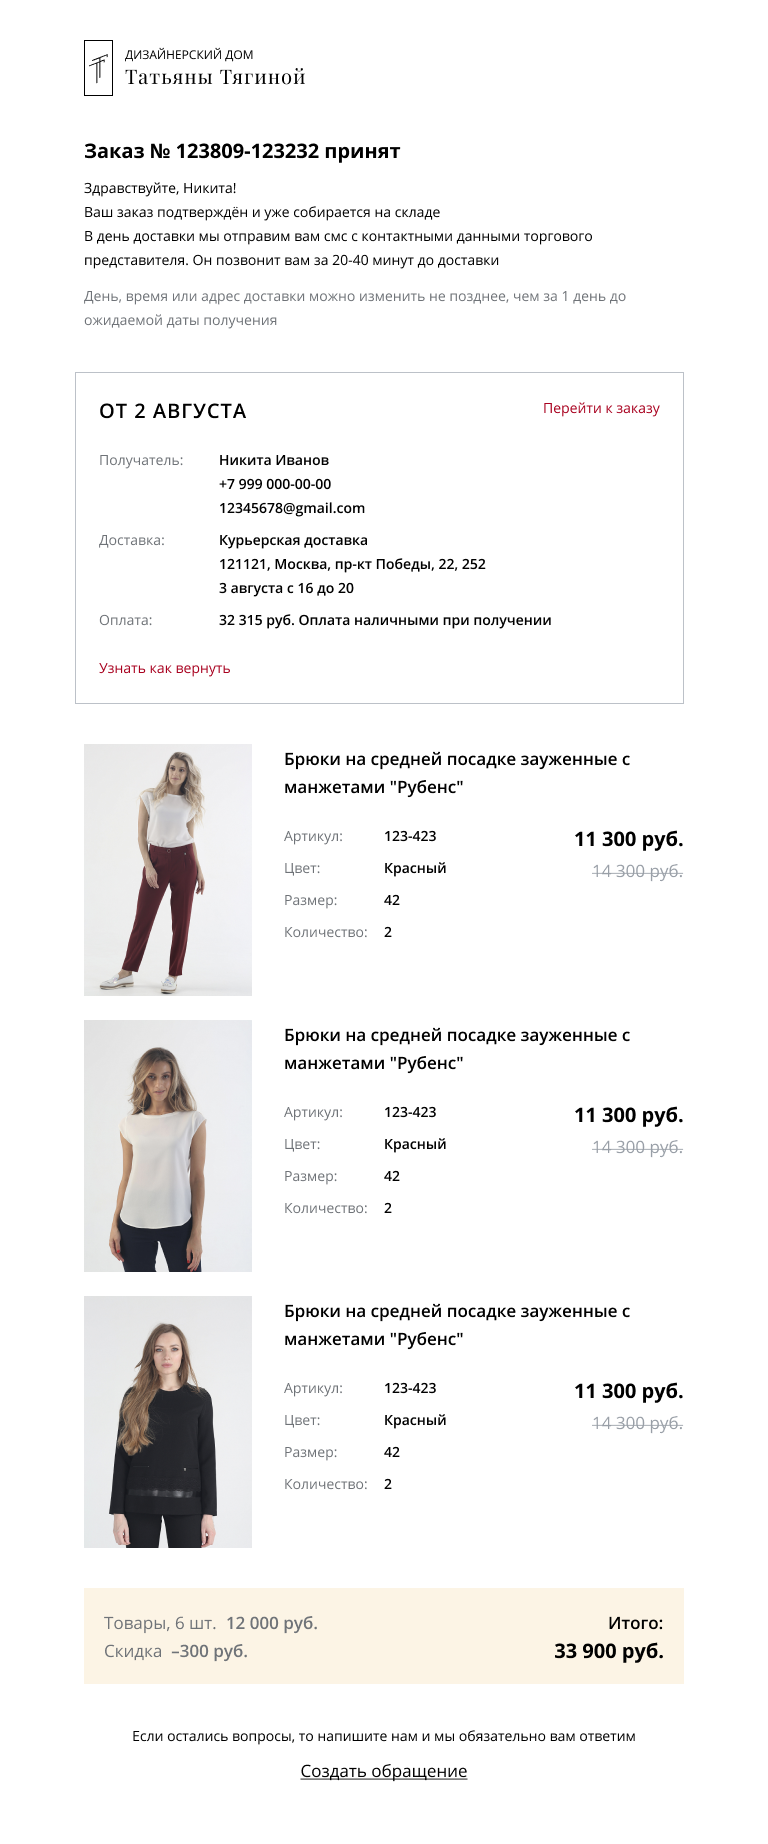 ДИЗАЙНЕРСКИЙ ДОМ
Татьяны Тягиной
Заказ № 123809-123232 принят
Здравствуйте, Никита!
Ваш заказ подтверждён и уже собирается на складе
В день доставки мы отправим вам смс с контактными данными торгового
представителя. Он позвонит вам за 20-40 минут до доставки
День, время или адрес доставки можно изменить не позднее, чем за 1 день до
ожидаемой даты получения
ОТ 2 АВГУСТА
Перейти к заказу
Получатель: Никита Иванов
+7 999 000-00-00
12345678@gmail.com
Доставка: Курьерская доставка
121121, Москва, пр-кт Победы, 22, 252
3 августа с 16 до 20
Оплата: 32 315 руб. Оплата наличными при получении
Узнать как вернуть
Брюки на средней посадке зауженные с
манжетами "Рубенс"
Артикул: 123-423
11 300 руб.
Цвет: Красный
14 300 руб.
Размер: 42
Количество: 2
Брюки на средней посадке зауженные с
манжетами "Рубенс"
Артикул: 123-423
11 300 руб.
Цвет: Красный
14 300 руб.
Размер: 42
Количество: 2
Брюки на средней посадке зауженные с
манжетами "Рубенс"
Артикул: 123-423
11 300 руб.
Цвет: Красный
14 300 руб.
Размер: 42
Количество: 2
Товары, 6 шт. 12 000 руб.
Итого:
Скидка –300 руб.
33 900 руб.
Если остались вопросы, то напишите нам и мы обязательно вам ответим
Создать обращение